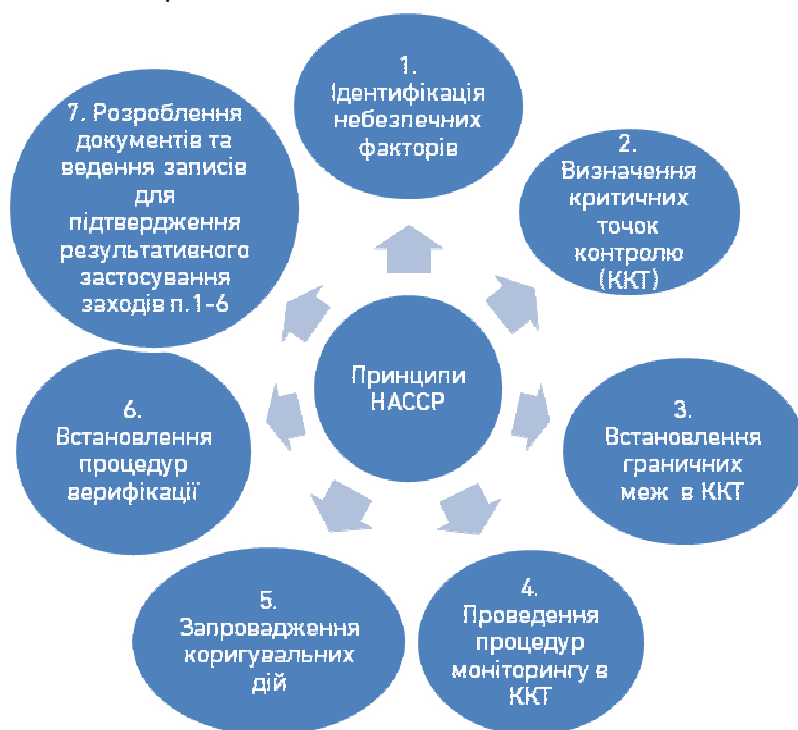 1.
Ідентифікація
небезпечних
факторів
2.
Визначення
критичних
точок
контролю
(ККТ)
3.
Встановлення
граничних
меж в ККТ
4.
Проведення
процедур
моніторингу в
ККТ
5.
Запровадження
коригувальних
дій
6.
Встановлення
процедур
верифікації
7. Розроблення
документів та
ведення записів
для
підтвердження
результативного
застосування
заходів п.1-6
Принципи
НАССР